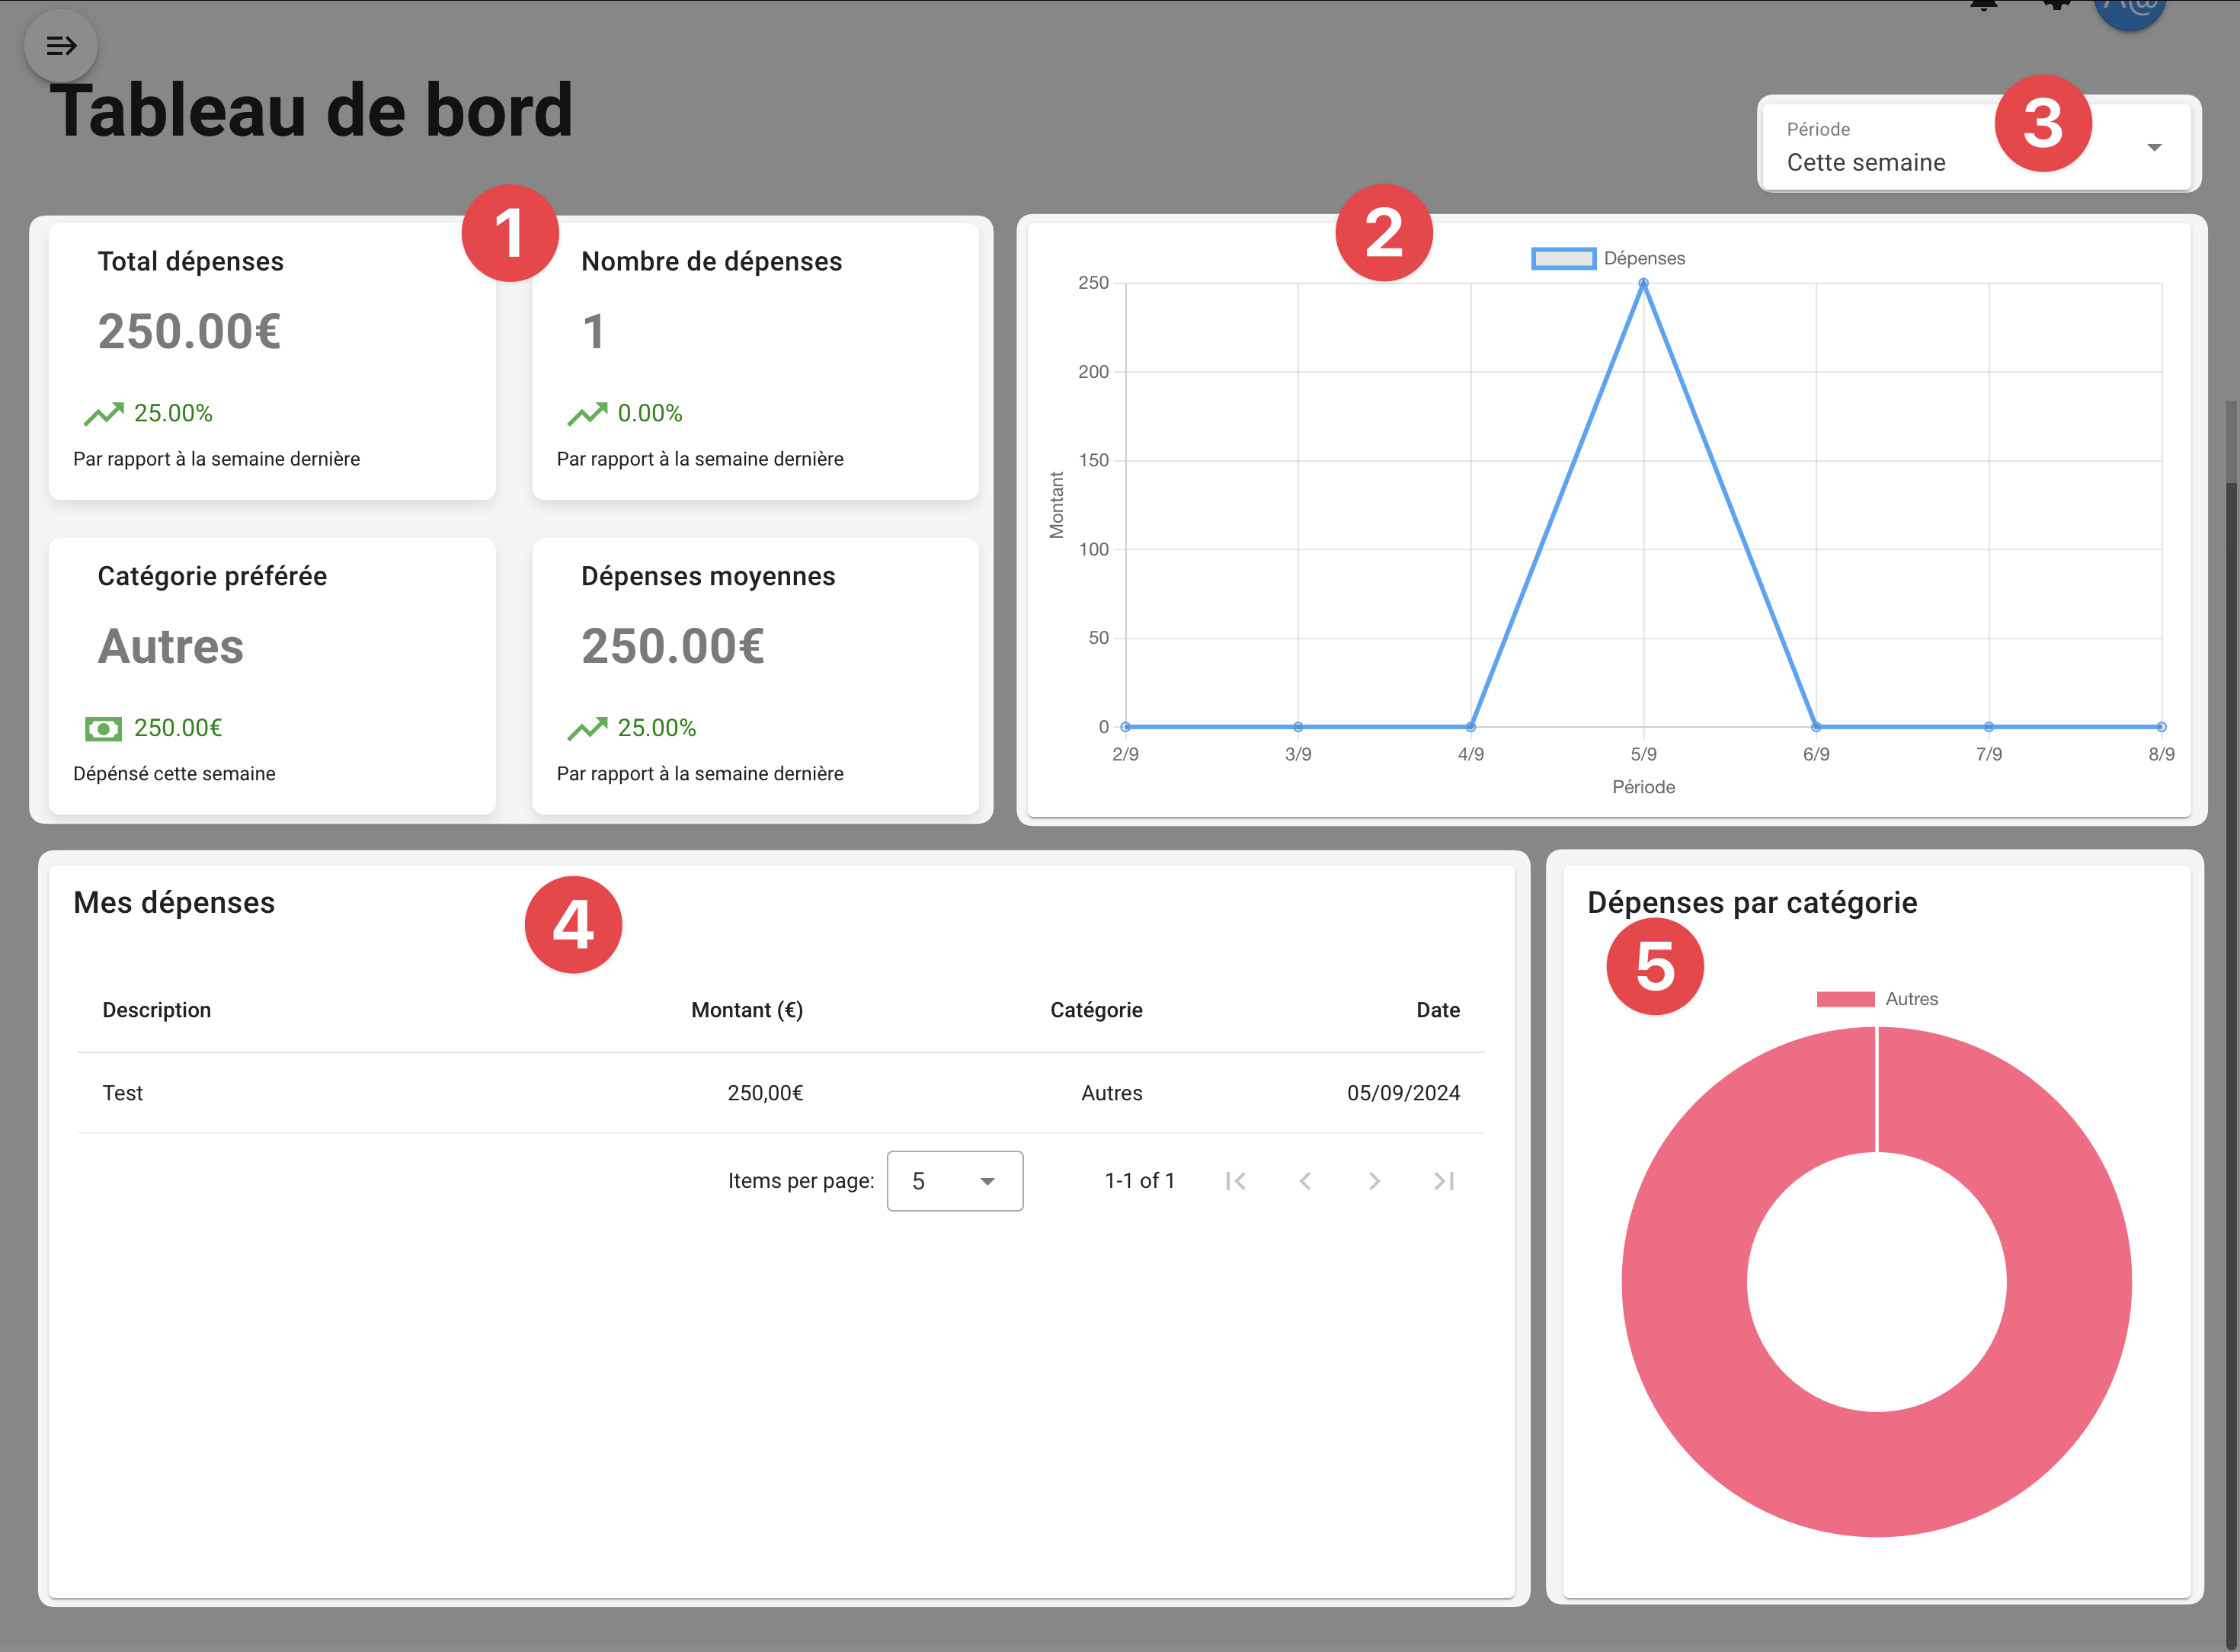 A@
Tableau de bord
3
Période
Cette semaine
1
Total dépenses
250.00€
25.00%
Par rapport à la semaine dernière
Nombre de dépenses
1
0.00%
Par rapport à la semaine dernière
Catégorie préférée
Autres
250.00€
Dépénsé cette semaine
Dépenses moyennes
250.00€
25.00%
Par rapport à la semaine dernière
2
Dépenses
250
200
150
100
50
0
Montant
2/9 3/9 4/9 5/9 6/9 7/9 8/9
Période
Mes dépenses
4
Description Montant (€) Catégorie Date
Test 250,00€ Autres 05/09/2024
Items per page: 5 1-1 of 1
Dépenses par catégorie
5
Autres